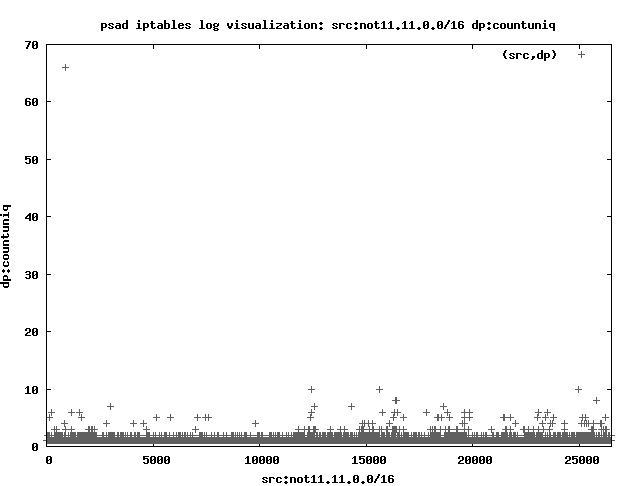 psad iptables log visualization: src:not11.11.0.0/16 dp:countuniq
70
(src,dp)
60
50
40
dp:countuniq
30
20
10
0
0 5000 10000 15000 20000 25000
src:not11.11.0.0/16